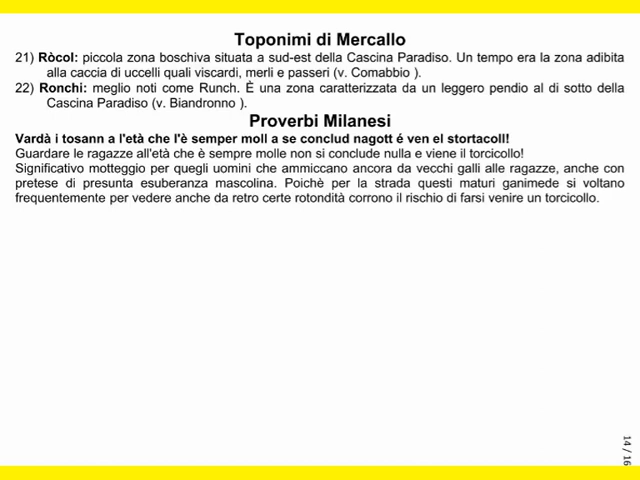 Toponimi di Mercallo
21) Ròcol: piccola zona boschiva situata a sud-est della Cascina Paradiso. Un tempo era la zona adibita
alla caccia di uccelli quali viscardi, merli e passeri (v. Comabbio ).
22) Ronchi: meglio noti come Runch. È una zona caratterizzata da un leggero pendio al di sotto della
Cascina Paradiso (v. Biandronno ).
Proverbi Milanesi
Vardà i tosann a l'età che l'è semper moll a se conclud nagott é ven el stortacoll!
Guardare le ragazze all'età che è sempre molle non si conclude nulla e viene il torcicollo!
Significativo motteggio per quegli uomini che ammiccano ancora da vecchi galli alle ragazze, anche con
pretese di presunta esuberanza mascolina. Poichè per la strada questi maturi ganimede si voltano
frequentemente per vedere anche da retro certe rotondità corrono il rischio di farsi venire un torcicollo.
14 / 16